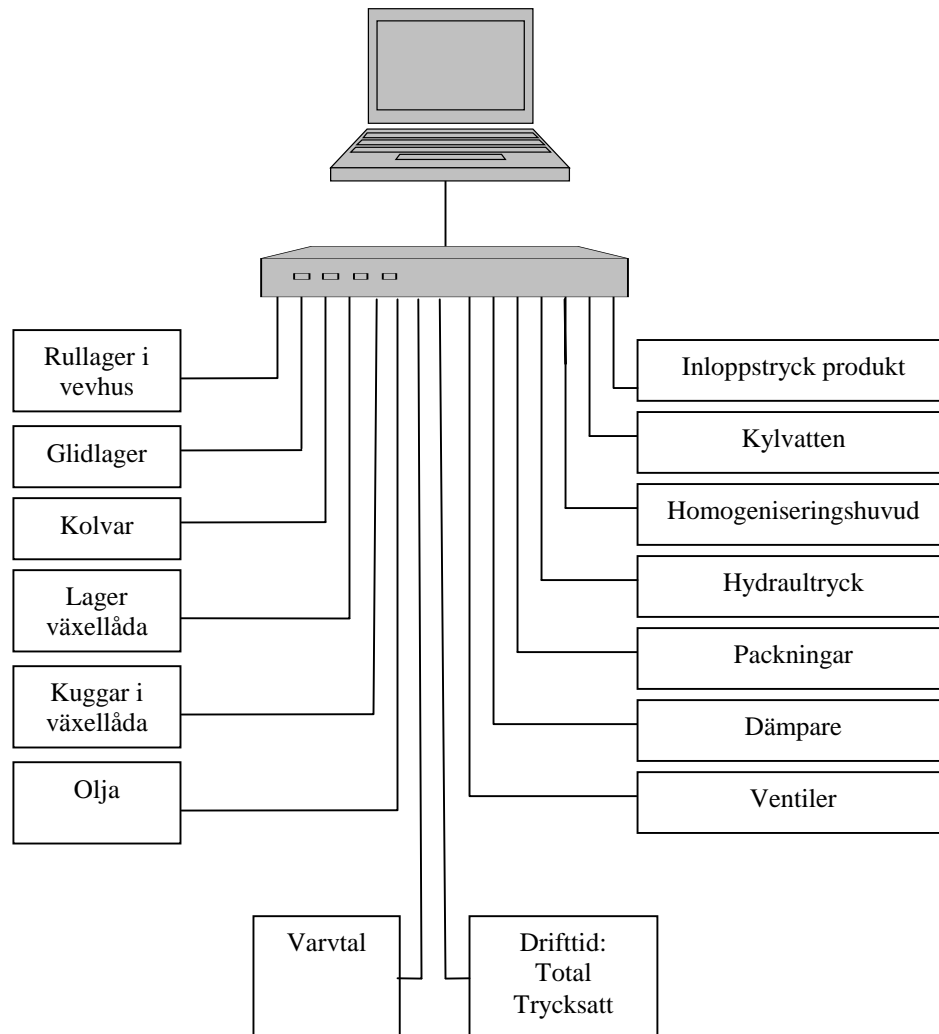 Rullager i
vevhus
Glidlager
Kolvar
Lager
växellåda
Kuggar i
växellåda
Olja
Inloppstryck produkt
Kylvatten
Homogeniseringshuvud
Hydraultryck
Packningar
Dämpare
Ventiler
Varvtal
Drifttid:
Total
Trycksatt